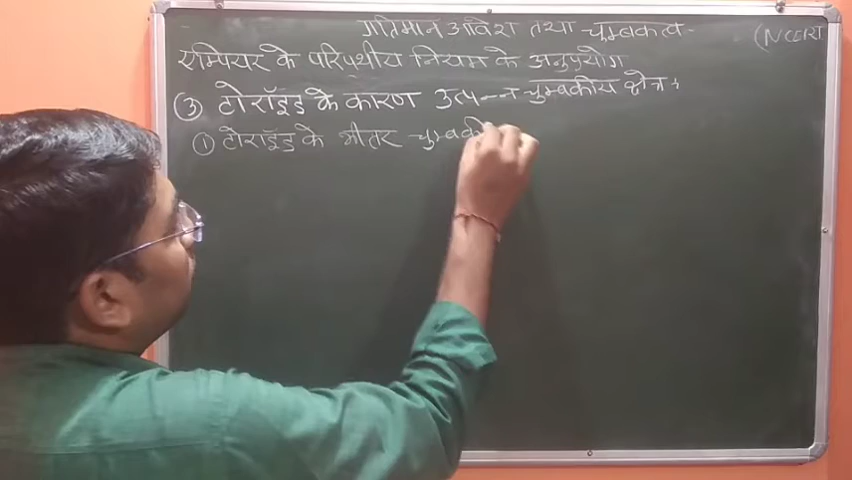 गतिमान आवेश तथा चुम्बकत्व
(NCERT
एम्पियर के परिपथीय नियम के अनुप्रयोग
③ टोरॉइड के कारण उत्पन्न चुम्बकीय क्षेत्र :
① टोरॉइड के भीतर चुम्बकी